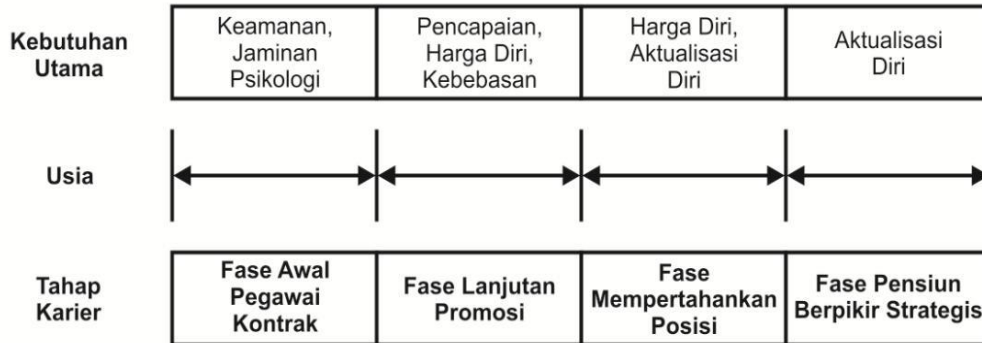 Kebutuhan
Utama
Keamanan,
Jaminan
Psikologi
Pencapaian,
Harga Diri,
Kebebasan
Harga Diri,
Aktualisasi
Diri
Aktualisasi
Diri
Usia
Tahap
Karier
Fase Awal
Pegawai
Kontrak
Fase Lanjutan
Promosi
Fase
Mempertahankan
Posisi
Fase Pensiun
Berpikir Strategis